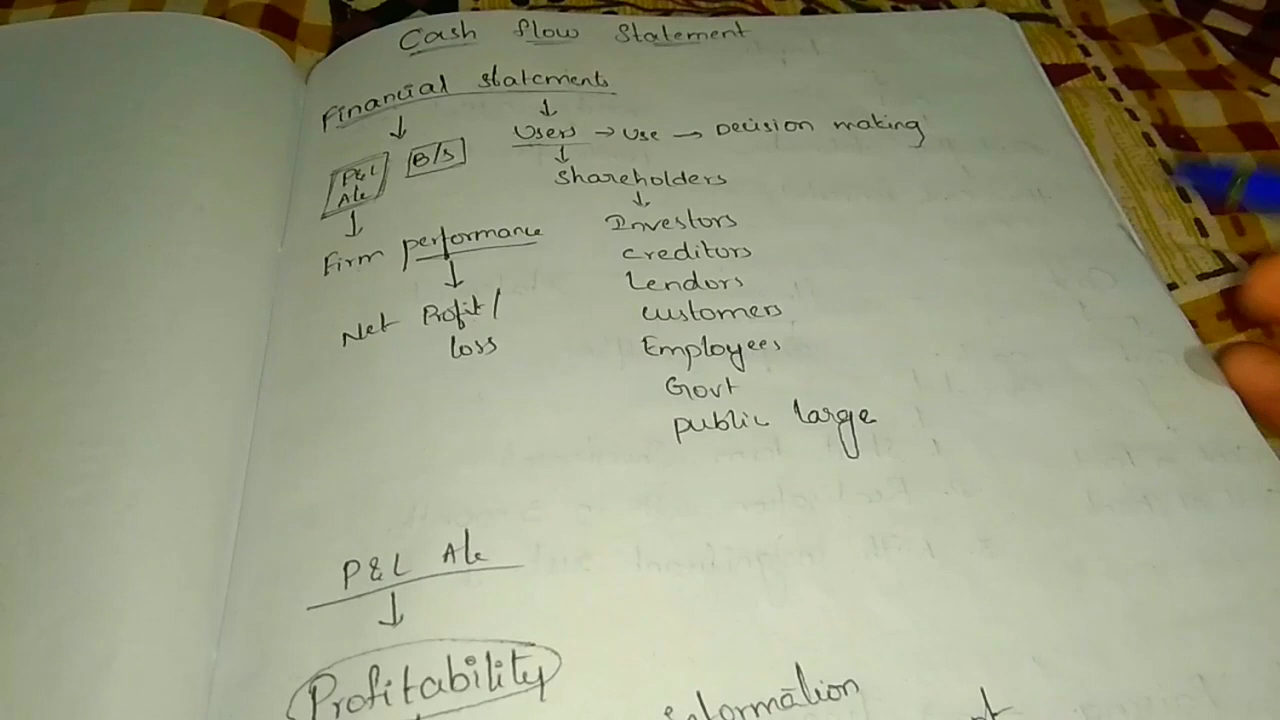 Cash flow Statement
Financial statements
↓ ↓
P&L A/c B/S Users → Use → Decision making
↓ ↓
Firm performance Shareholders
↓ ↓
Net Profit/ loss Investors
Creditors
Lendors
customers
Employees
Govt
public large
P&L A/c
↓
Profitability